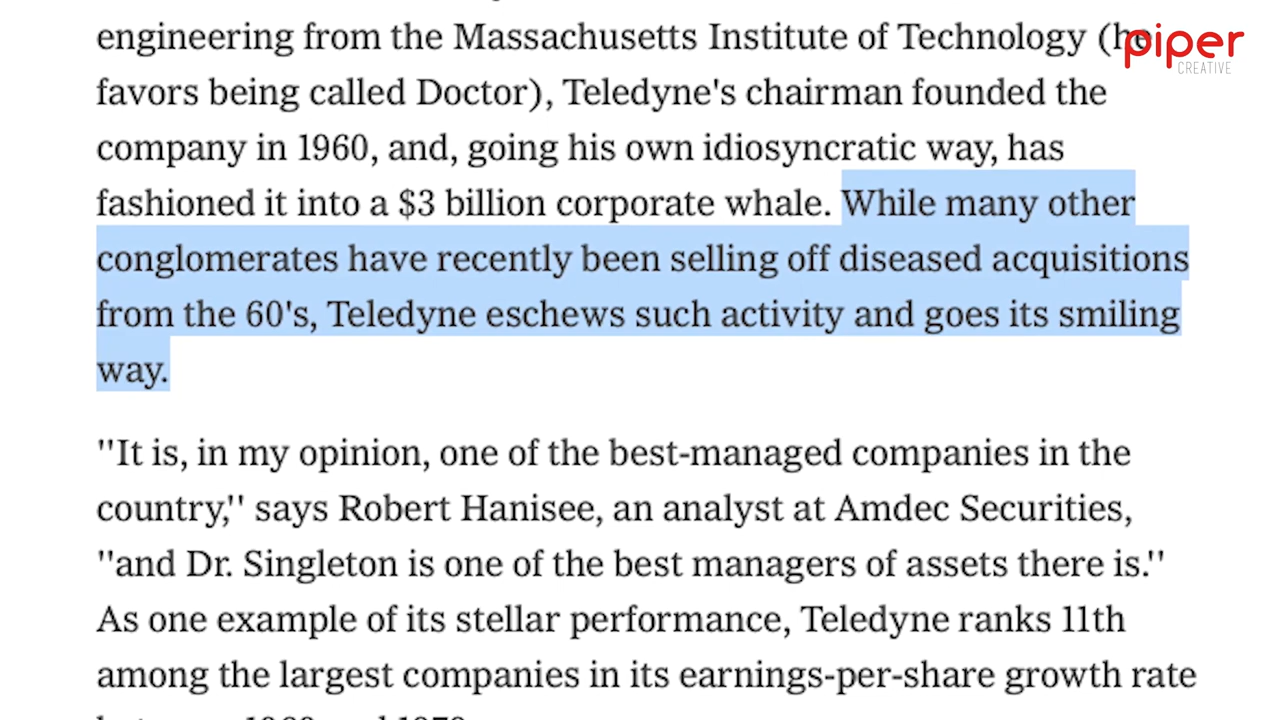 engineering from the Massachusetts Institute of Technology (he
piper
CREATIVE
favors being called Doctor), Teledyne's chairman founded the
company in 1960, and, going his own idiosyncratic way, has
fashioned it into a $3 billion corporate whale. While many other
conglomerates have recently been selling off diseased acquisitions
from the 60's, Teledyne eschews such activity and goes its smiling
way.
''It is, in my opinion, one of the best-managed companies in the
country,'' says Robert Hanisee, an analyst at Amdec Securities,
''and Dr. Singleton is one of the best managers of assets there is.''
As one example of its stellar performance, Teledyne ranks 11th
among the largest companies in its earnings-per-share growth rate